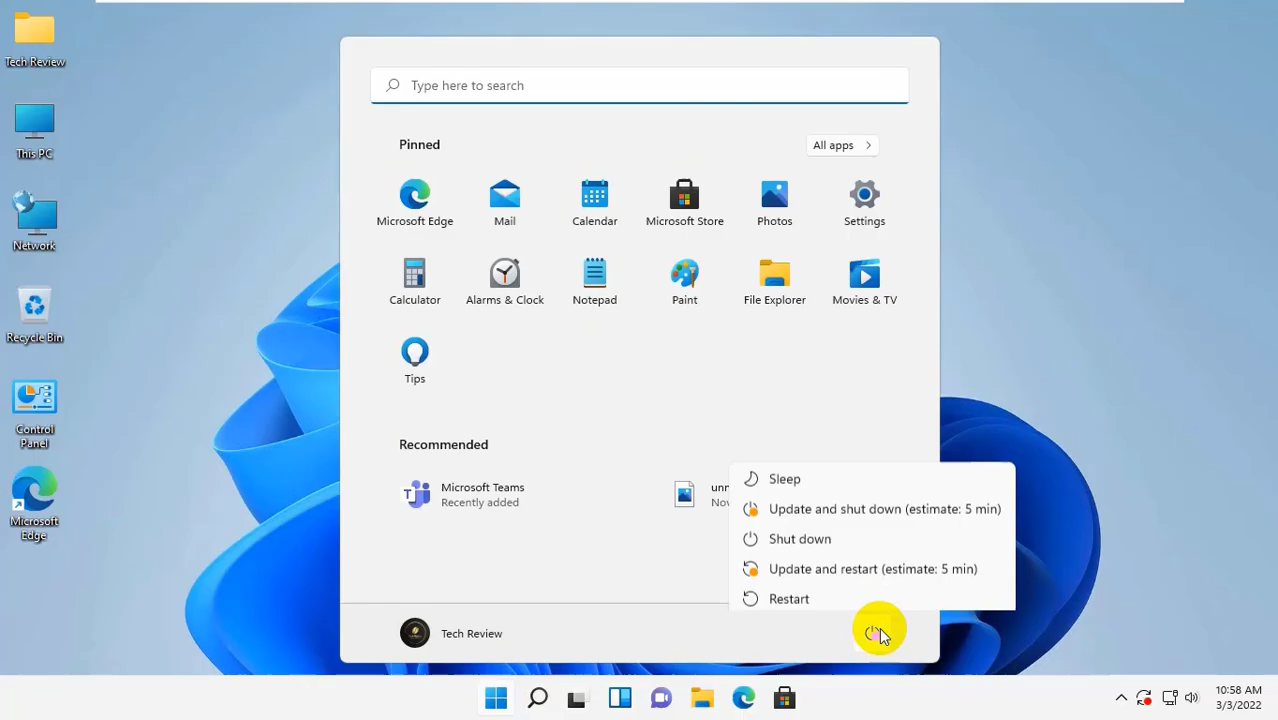 Tech Review
This PC
Network
Recycle Bin
Control
Panel
Microsoft
Edge
Type here to search
Pinned
All apps
Microsoft Edge
Mail
Calendar
Microsoft Store
Photos
Settings
Calculator
Alarms & Clock
Notepad
Paint
File Explorer
Movies & TV
Tips
Recommended
Microsoft Teams
Recently added
Sleep
Update and shut down (estimate: 5 min)
Shut down
Update and restart (estimate: 5 min)
Restart
Tech Review
10:58 AM
3/3/2022